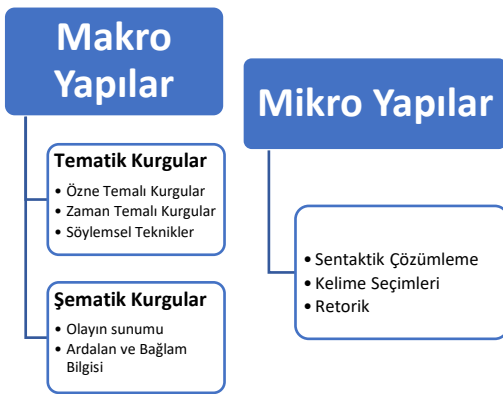 Makro
Yapılar
Tematik Kurgular
• Özne Temalı Kurgular
• Zaman Temalı Kurgular
• Söylemsel Teknikler
Şematik Kurgular
• Olayın sunumu
• Ardalan ve Bağlam
Bilgisi
Mikro Yapılar
• Sentaktik Çözümleme
• Kelime Seçimleri
• Retorik